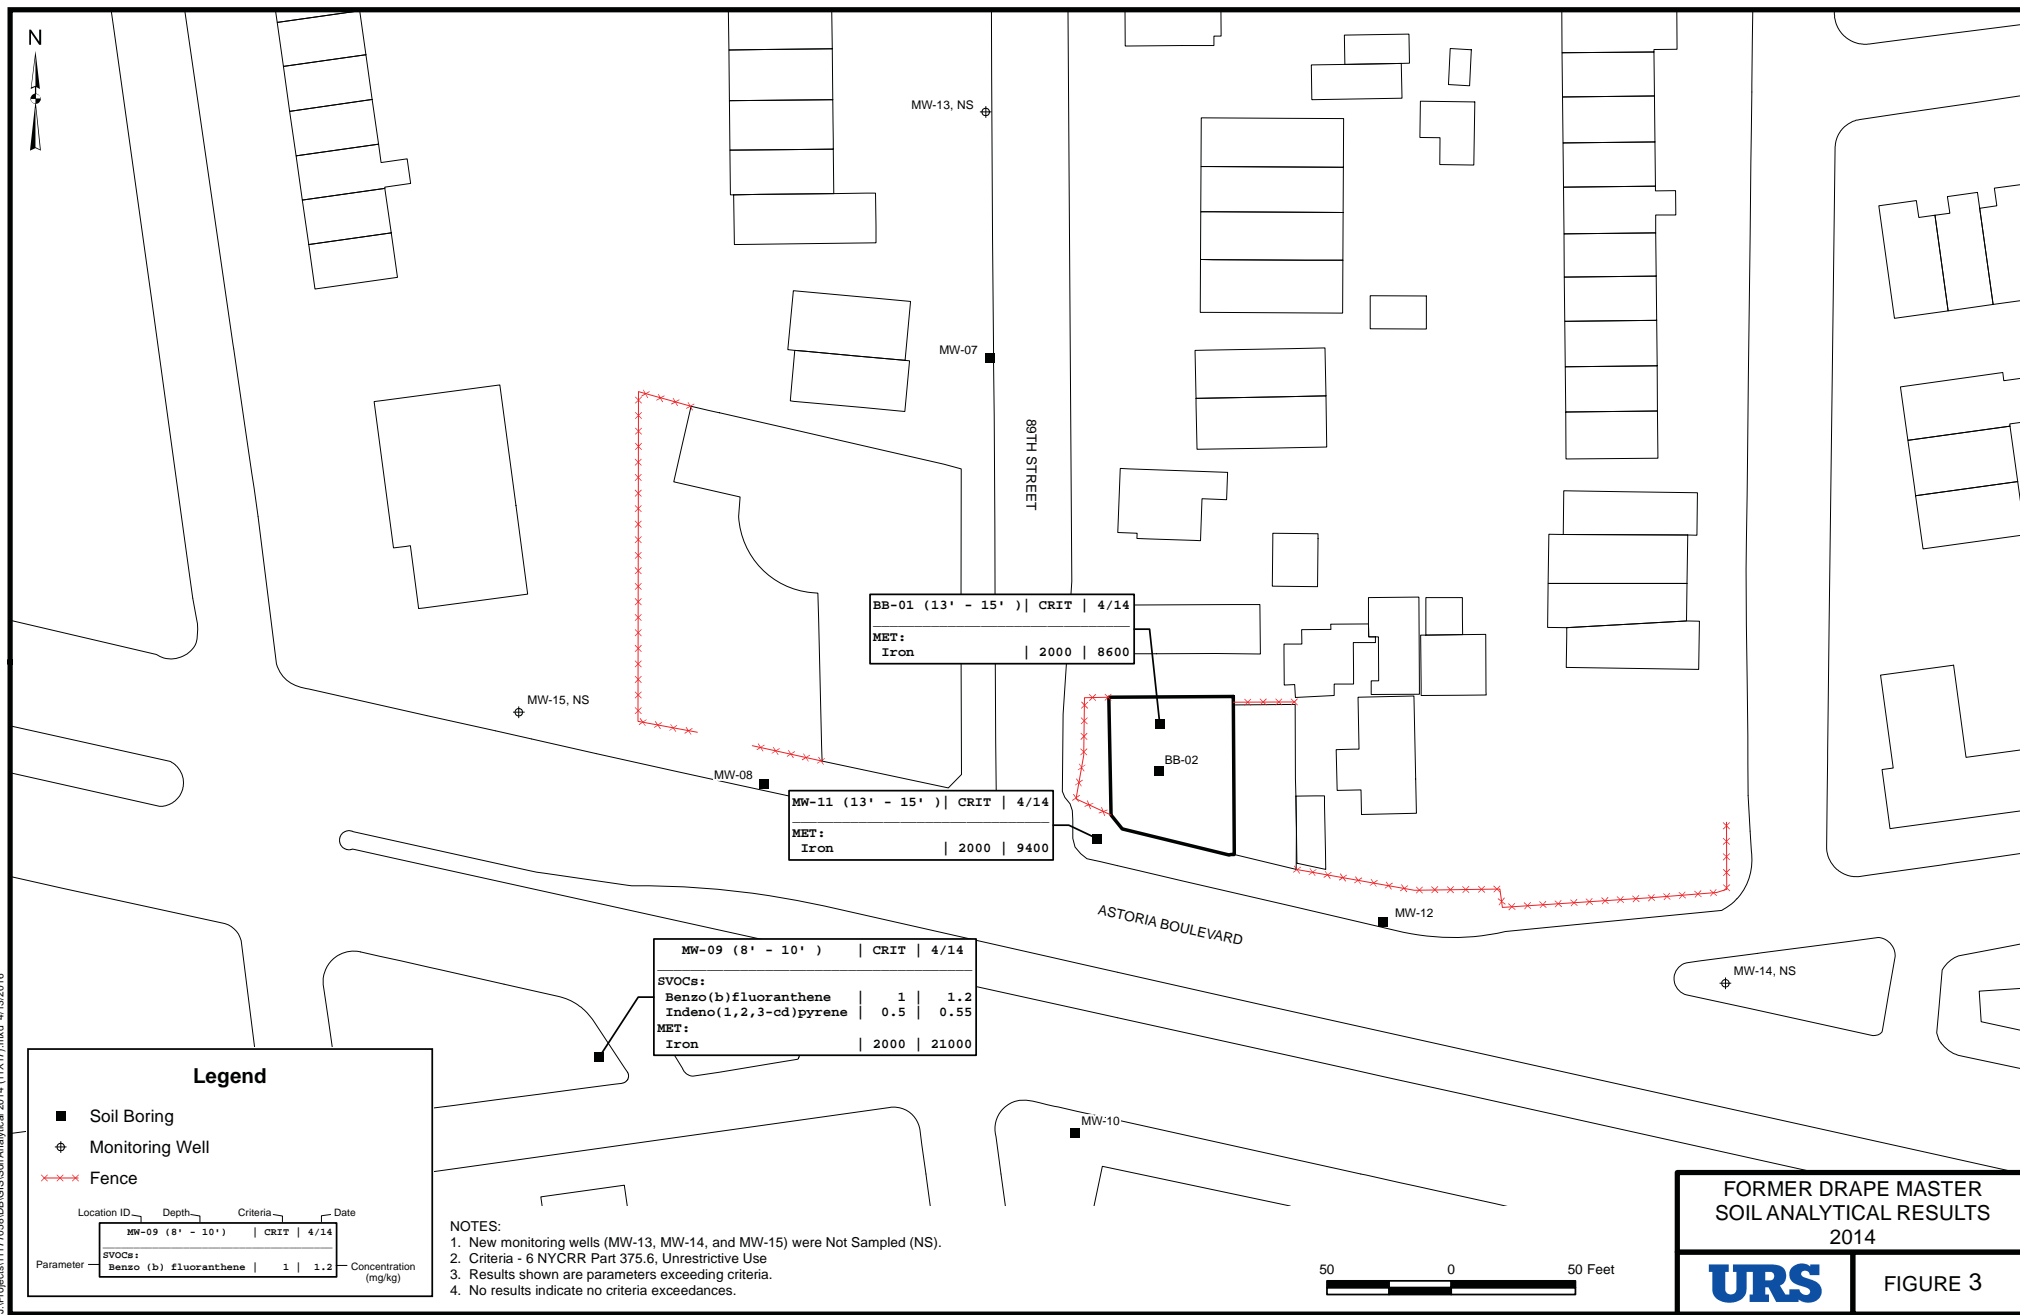 N
MW-13, NS
MW-07
89TH STREET
BB-01 (13' - 15' )| CRIT | 4/14
MET:
Iron | 2000 | 8600
MW-15, NS
BB-02
MW-08
MW-11 (13' - 15' )| CRIT | 4/14
MET:
Iron | 2000 | 9400
MW-12
ASTORIA BOULEVARD
MW-09 (8' - 10' ) | CRIT | 4/14
SVOCs:
Benzo(b)fluoranthene | 1 | 1.2
Indeno(1,2,3-cd)pyrene | 0.5 | 0.55
MET:
Iron | 2000 | 21000
MW-14, NS
MW-10
Legend
Soil Boring
Monitoring Well
Fence
Location ID Depth Criteria Date
MW-09 (8' - 10') | CRIT | 4/14
SVOCs:
Parameter Benzo (b) fluoranthene | 1 | 1.2 Concentration
(mg/kg)
NOTES:
1. New monitoring wells (MW-13, MW-14, and MW-15) were Not Sampled (NS).
2. Criteria - 6 NYCRR Part 375.6, Unrestrictive Use
3. Results shown are parameters exceeding criteria.
4. No results indicate no criteria exceedances.
50 0 50 Feet
FORMER DRAPE MASTER
SOIL ANALYTICAL RESULTS
2014
URS
FIGURE 3